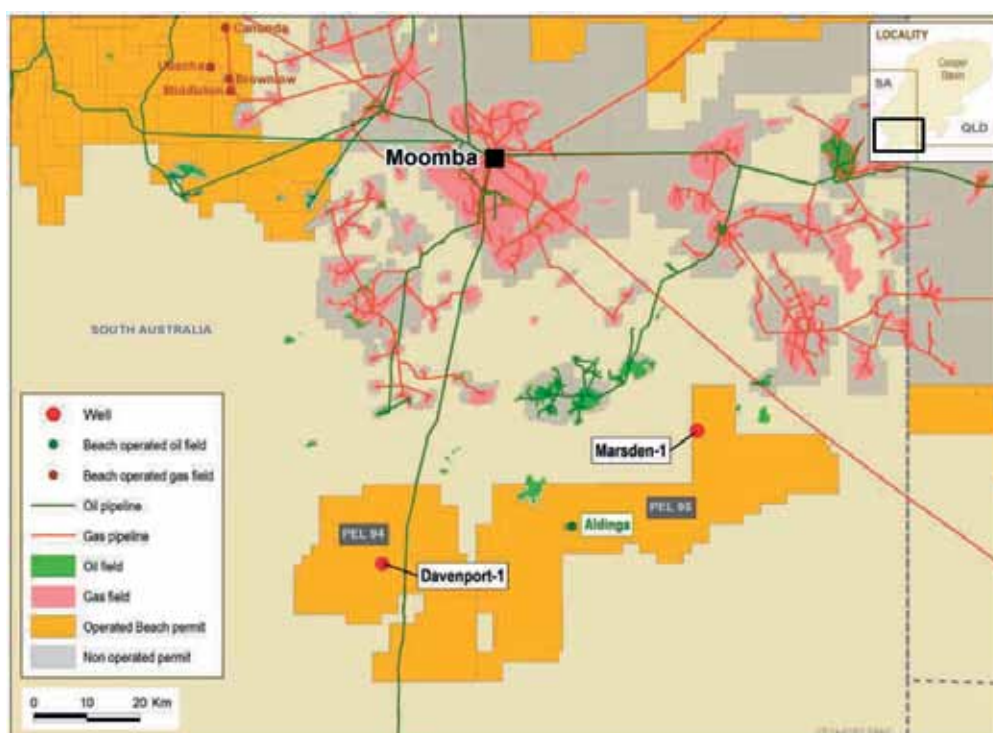 Canunda
Brownlow
Middleton
LOCALITY
Cooper
Basin
SA
QLD
Moomba
SOUTH AUSTRALIA
Well
Beach operated oil field
Beach operated gas field
Oil pipeline
Gas pipeline
Oil field
Gas field
Operated Beach permit
Non operated permit
0 10 20 Km
Marsden-1
PEL 95
Aldinga
PEL 94
Davenport-1